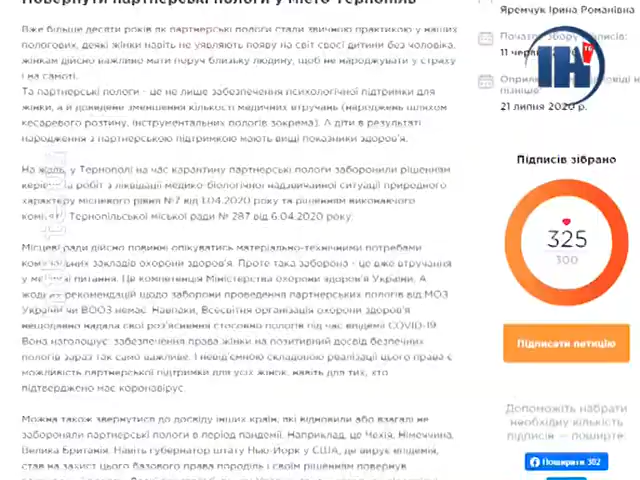 Повернути партнерські пологи у місто Тернопіль
Вже більше десяти років як партнерські пологи стали звичною практикою у наших
пологових, деякі жінки навіть не уявляють появу на світ своєї дитини без чоловіка,
жінкам дійсно важливо мати поруч близьку людину, щоб не народжувати у страху
і на самоті.
Та партнерські пологи - це не лише забезпечення психологічної підтримки для
жінки, а й доведене зменшення кількості медичних втручань (народжень шляхом
кесаревого розтину, інструментальних пологів зокрема). А діти в результаті
народження з партнерською підтримкою мають вищі показники здоров'я.
На жаль, у Тернополі на час карантину партнерські пологи заборонили рішенням
робіт з ліквідації медико-біологічної надзвичайної ситуації природного
характеру місцевого рівня №7 від 1.04.2020 року та рішенням виконавчого
Тернопільської міської ради № 287 від 6.04.2020 року.
Місцеві ради дійсно повинні опікуватись матеріально-технічними потребами
комунальних закладів охорони здоров'я. Проте така заборона - це вже втручання
у медичні питання. Це компетенція Міністерства охорони здоров'я України. А
рекомендацій щодо заборони проведення партнерських пологів від МОЗ
України чи ВООЗ немає. Навпаки, Всесвітня організація охорони здоров'я
нещодавно надала свої роз'яснення стосовно пологів під час епідемії COVID-19.
Вона наголошує: забезпечення права жінки на позитивний досвід безпечних
пологів зараз так само важливе. І невід'ємною складовою реалізації цього права є
можливість партнерської підтримки для усіх жінок, навіть для тих, хто
підтверджено має коронавірус.
Можна також звернутися до досвіду інших країн, які відновили або взагалі не
забороняли партнерські пологи в період пандемії. Наприклад, це Чехія, Німеччина,
Велика Британія. Навіть губернатор штату Нью-Йорк у США, де вирує епідемія,
став на захист цього базового права породіль і своїм рішенням повернув
Яремчук Ірина Романівна
Початок збору підписів:
11 червня 2020 р.
пізніше
21 липня 2020 р.
ІНТБ
Підписів зібрано
325
300
Підписати петицію
Допоможіть набрати
необхідну кількість
підписів — поширте:
Поширити 382